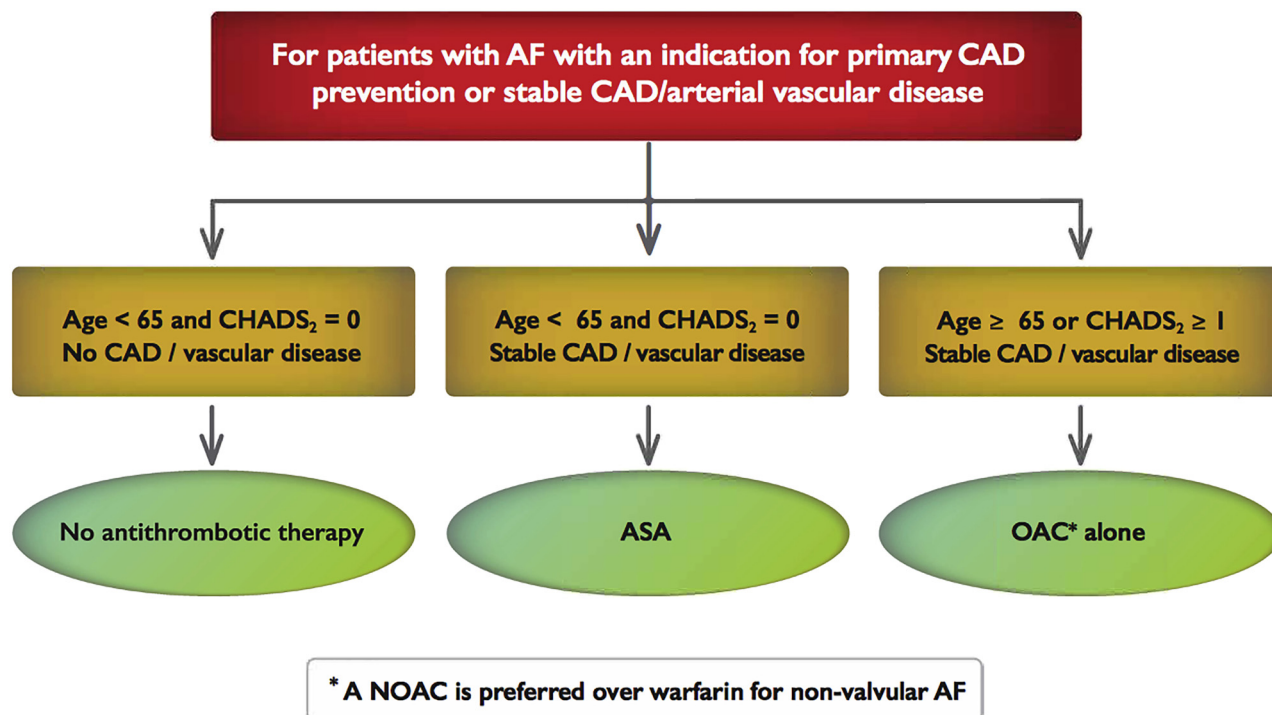 For patients with AF with an indication for primary CAD
prevention or stable CAD/arterial vascular disease
Age < 65 and CHADS₂ = 0
No CAD / vascular disease
Age < 65 and CHADS₂ = 0
Stable CAD / vascular disease
Age ≥ 65 or CHADS₂ ≥ 1
Stable CAD / vascular disease
No antithrombotic therapy
ASA
OAC* alone
* A NOAC is preferred over warfarin for non-valvular AF